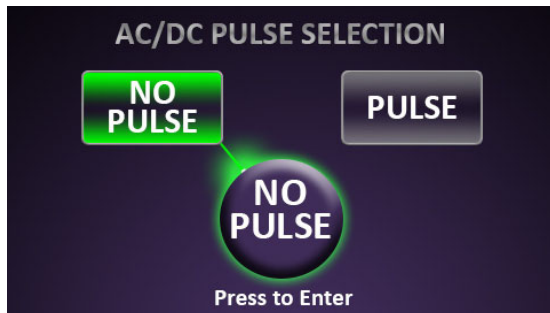 AC/DC PULSE SELECTION
NO
PULSE
PULSE
NO
PULSE
Press to Enter